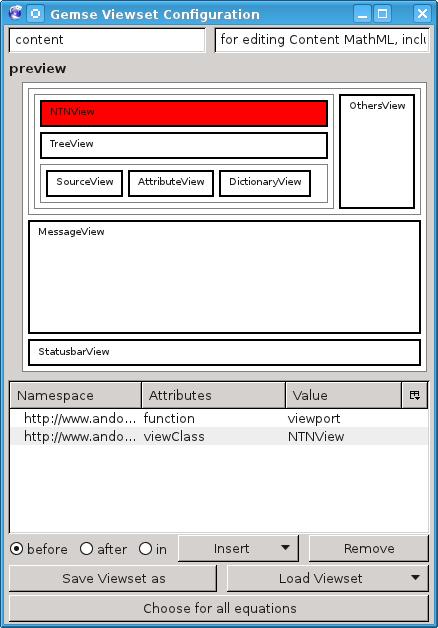 Gemse Viewset Configuration
content
for editing Content MathML, inclu
preview
NTNView
OthersView
TreeView
SourceView
AttributeView
DictionaryView
MessageView
StatusbarView
Namespace Attributes Value
http://www.ando... function viewport
http://www.ando... viewClass NTNView
before after in Insert Remove
Save Viewset as Load Viewset
Choose for all equations